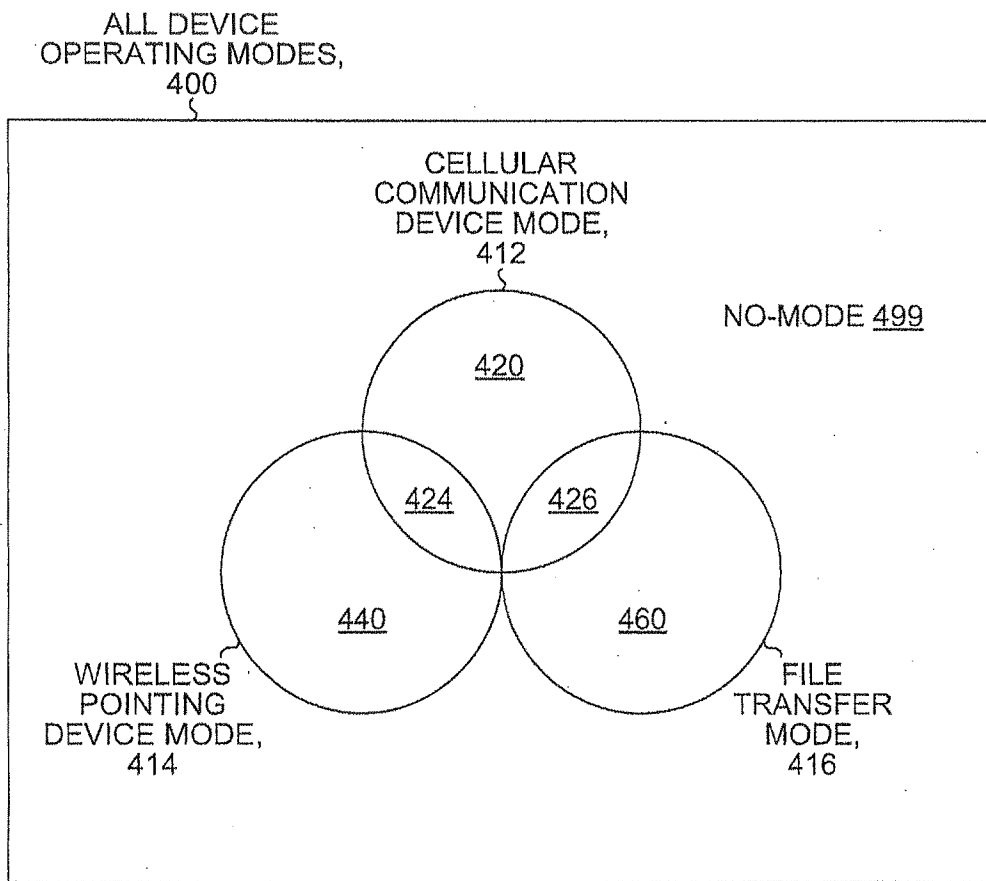 ALL DEVICE
OPERATING MODES,
400
CELLULAR
COMMUNICATION
DEVICE MODE,
412
NO-MODE 499
420
424
426
440
460
WIRELESS
POINTING
DEVICE MODE,
414
FILE
TRANSFER
MODE,
416